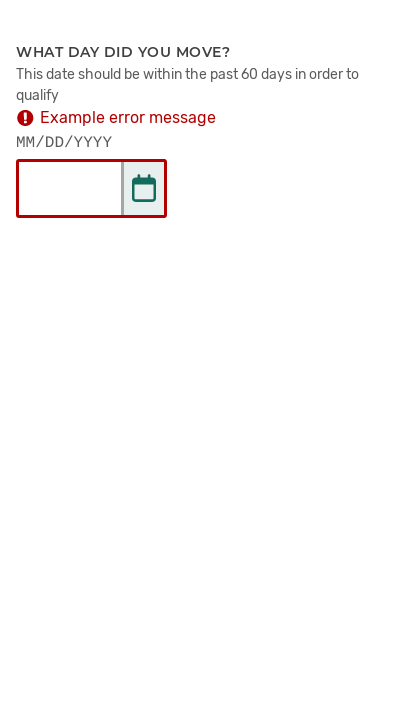 WHAT DAY DID YOU MOVE?
This date should be within the past 60 days in order to
qualify
Example error message
MM/DD/YYYY